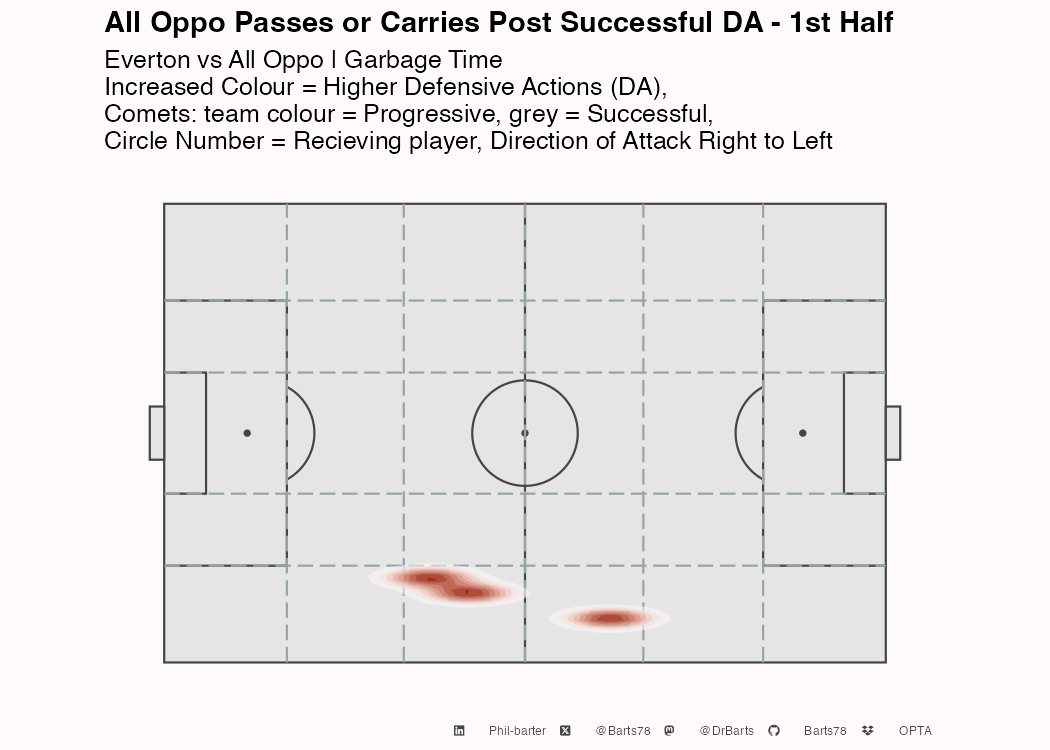 All Oppo Passes or Carries Post Successful DA - 1st Half
Everton vs All Oppo | Garbage Time
Increased Colour = Higher Defensive Actions (DA),
Comets: team colour = Progressive, grey = Successful,
Circle Number = Recieving player, Direction of Attack Right to Left
Phil-barter @Barts78 @DrBarts Barts78 OPTA